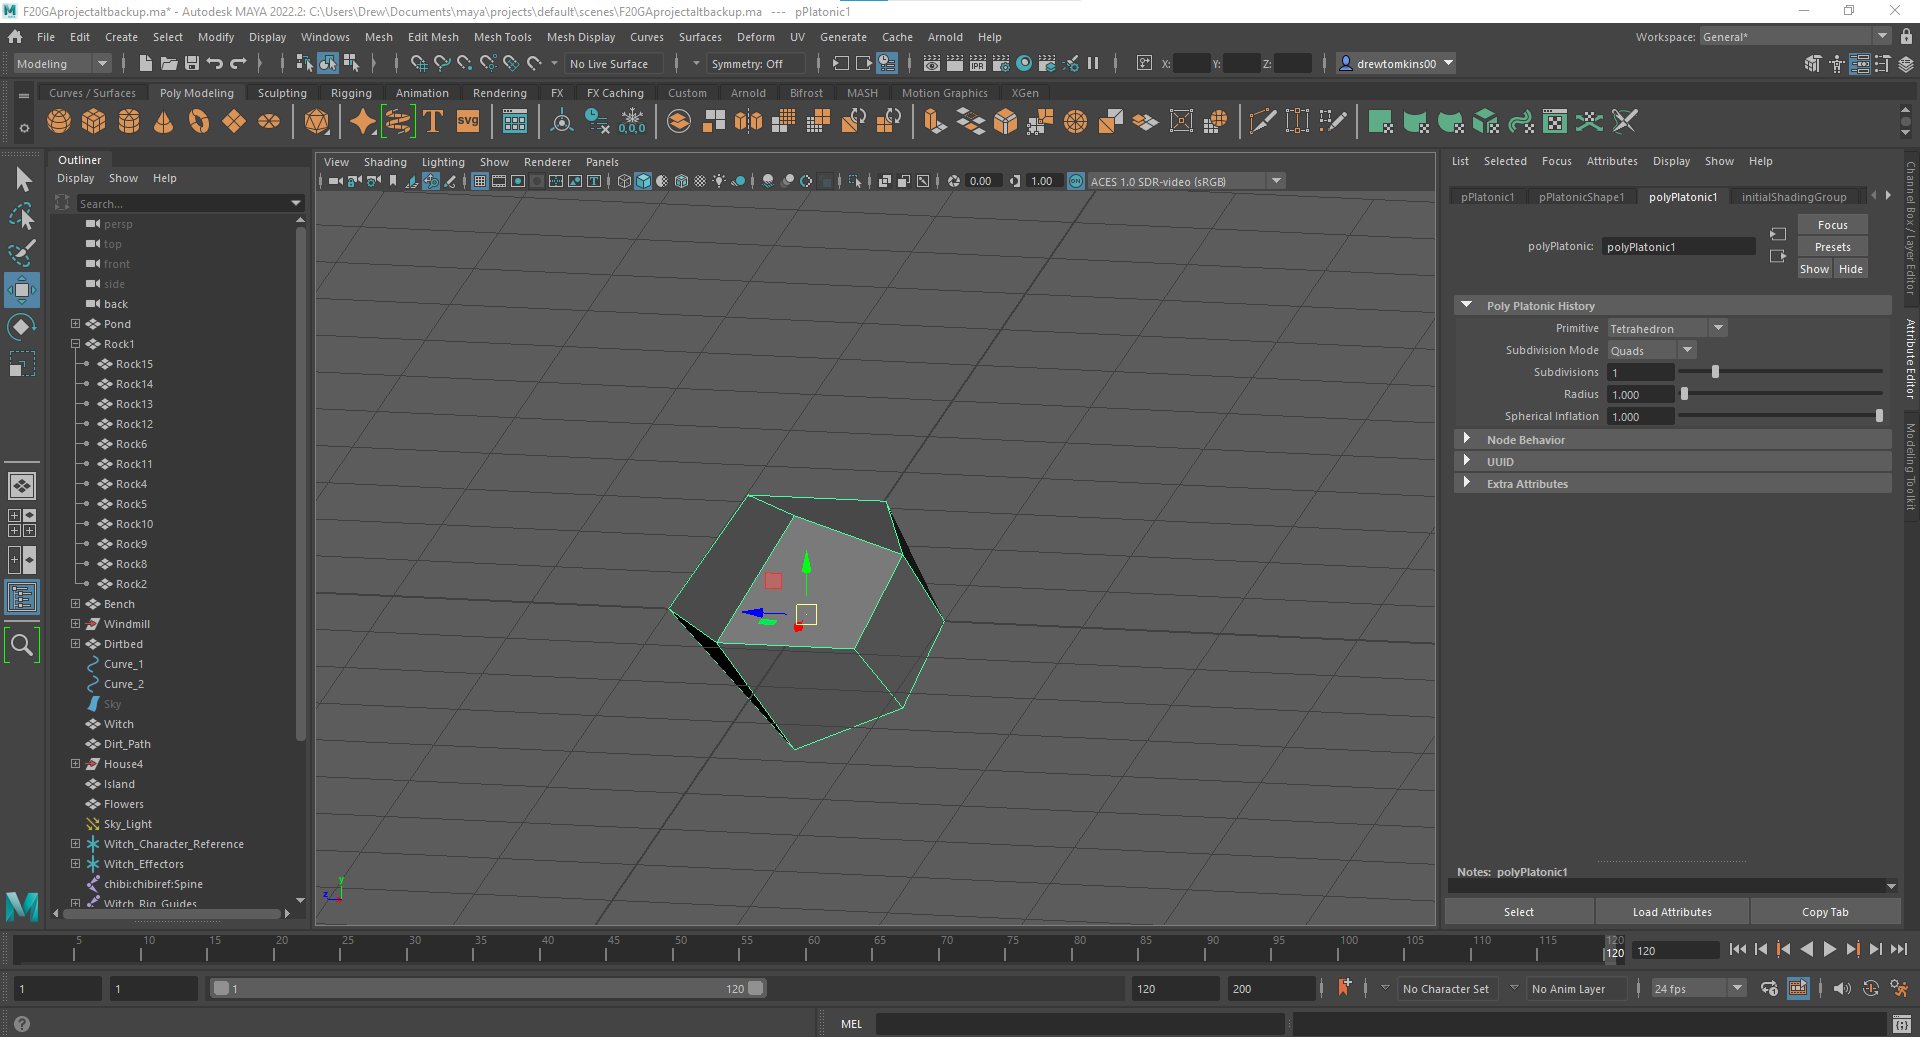 F20GAprojectaltbackup.ma* - Autodesk MAYA 2022.2: C:\Users\Drew\Documents\maya\projects\default\scenes\F20GAprojectaltbackup.ma --- pPlatonic1
File Edit Create Select Modify Display Windows Mesh Edit Mesh Mesh Tools Mesh Display Curves Surfaces Deform UV Generate Cache Arnold Help
Workspace: General*
Modeling
No Live Surface
Symmetry: Off
IPR
X: Y: Z:
drewtomkins00
Curves / Surfaces Poly Modeling Sculpting Rigging Animation Rendering FX FX Caching Custom Arnold Bifrost MASH Motion Graphics XGen
T svg 0,0,0
Outliner
Display Show Help
Search...
persp
top
front
side
back
Pond
Rock1
Rock15
Rock14
Rock13
Rock12
Rock6
Rock11
Rock4
Rock5
Rock10
Rock9
Rock8
Rock2
Bench
Windmill
Dirtbed
Curve_1
Curve_2
Sky
Witch
Dirt_Path
House4
Island
Flowers
Sky_Light
Witch_Character_Reference
Witch_Effectors
chibi:chibiref:Spine
Witch_Rig_Guides
View Shading Lighting Show Renderer Panels
0.00 1.00 ACES 1.0 SDR-video (sRGB)
y
z
List Selected Focus Attributes Display Show Help
pPlatonic1 pPlatonicShape1 polyPlatonic1 initialShadingGroup
polyPlatonic: polyPlatonic1
Focus
Presets
Show Hide
Poly Platonic History
Primitive Tetrahedron
Subdivision Mode Quads
Subdivisions 1
Radius 1.000
Spherical Inflation 1.000
Node Behavior
UUID
Extra Attributes
Notes: polyPlatonic1
Select Load Attributes Copy Tab
Channel Box / Layer Editor
Attribute Editor
Modeling Toolkit
5 10 15 20 25 30 35 40 45 50 55 60 65 70 75 80 85 90 95 100 105 110 115 120
120
120
1 1 1 120 120 200
No Character Set
No Anim Layer
24 fps
MEL